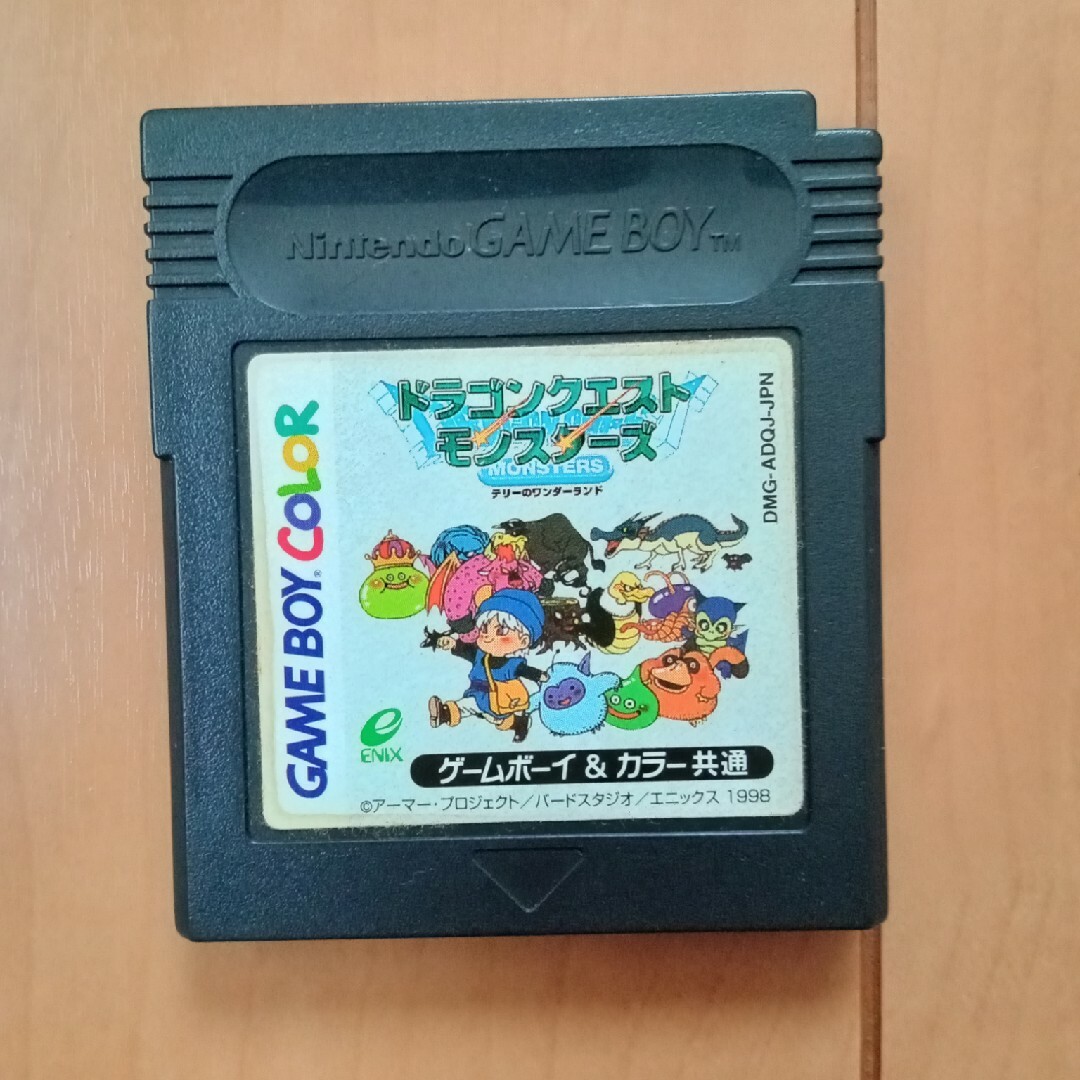 Nintendo GAME BOY TM
GAME BOY COLOR
ドラゴンクエスト
モンスターズ
MONSTERS
テリーのワンダーランド
DMG-ADQJ-JPN
ENIX
ゲームボーイ & カラー共通
©アーマー・プロジェクト/バードスタジオ/エニックス 1998